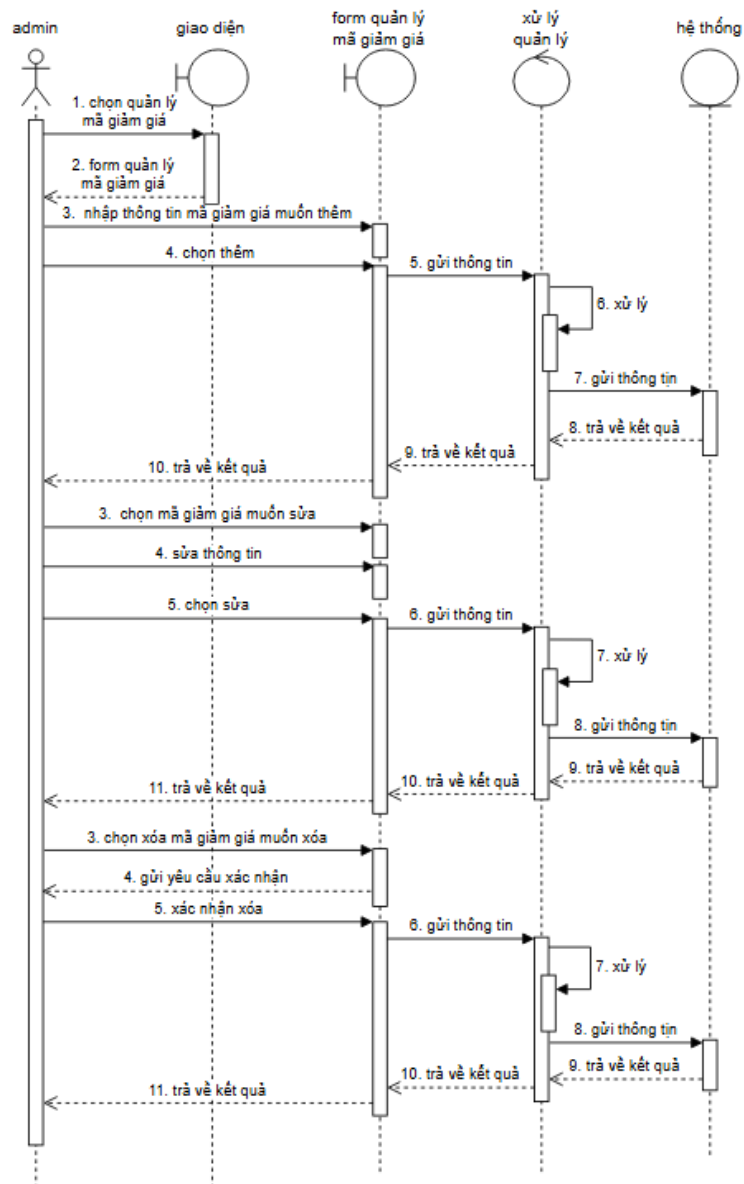 admin
giao diện
form quản lý
mã giảm giá
xử lý
quản lý
hệ thống
1. chọn quản lý
mã giảm giá
2. form quản lý
mã giảm giá
3. nhập thông tin mã giảm giá muốn thêm
4. chọn thêm
5. gửi thông tin
6. xử lý
7. gửi thông tin
8. trả về kết quả
9. trả về kết quả
10. trả về kết quả
3. chọn mã giảm giá muốn sửa
4. sửa thông tin
5. chọn sửa
6. gửi thông tin
7. xử lý
8. gửi thông tin
9. trả về kết quả
10. trả về kết quả
11. trả về kết quả
3. chọn xóa mã giảm giá muốn xóa
4. gửi yêu cầu xác nhận
5. xác nhận xóa
6. gửi thông tin
7. xử lý
8. gửi thông tin
9. trả về kết quả
10. trả về kết quả
11. trả về kết quả